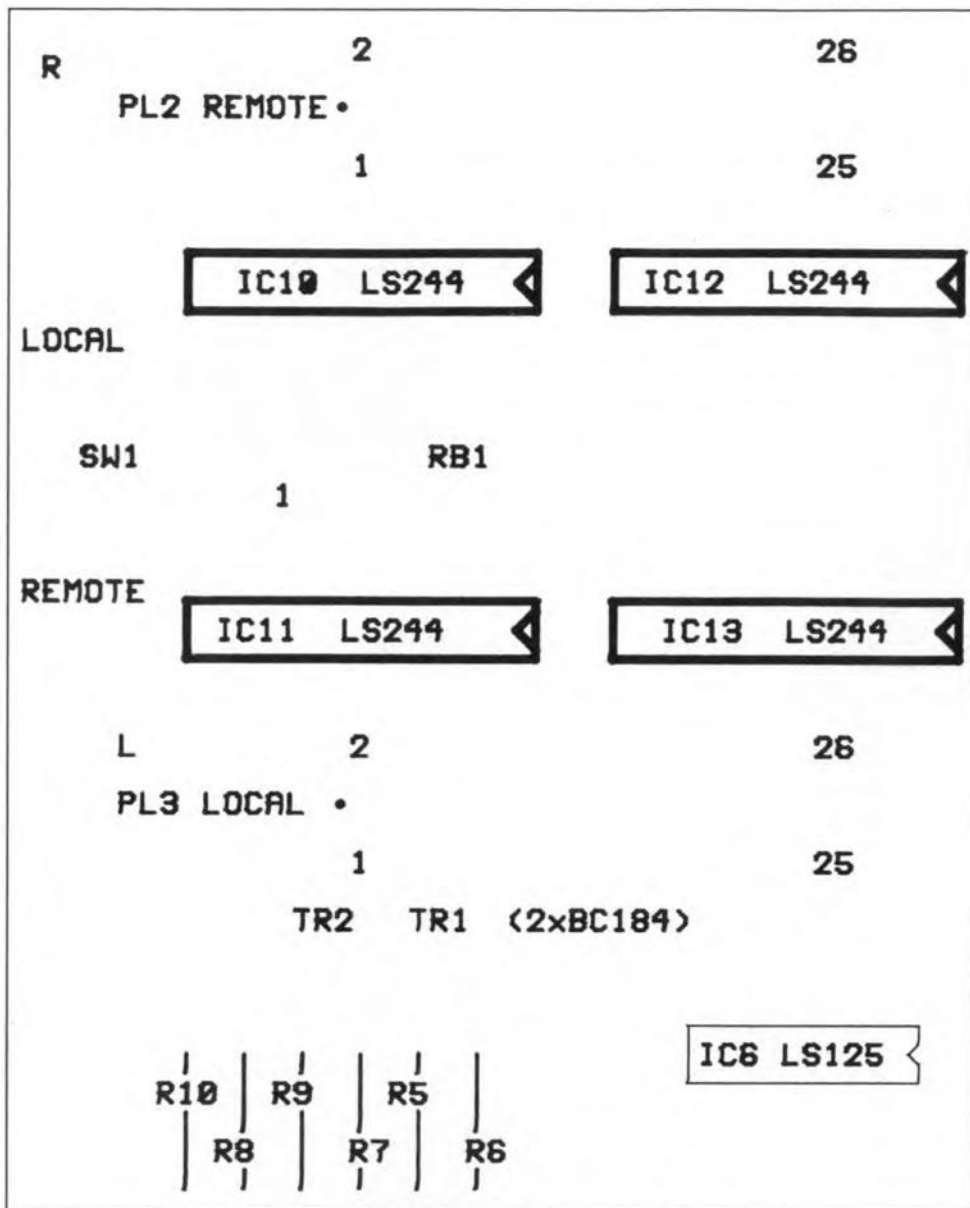 R 2 26
PL2 REMOTE •
1 25
IC10 LS244 IC12 LS244
LOCAL
SW1 RB1
1
REMOTE
IC11 LS244 IC13 LS244
L 2 26
PL3 LOCAL •
1 25
TR2 TR1 (2xBC184)
IC6 LS125
R10 R9 R5
R8 R7 R6